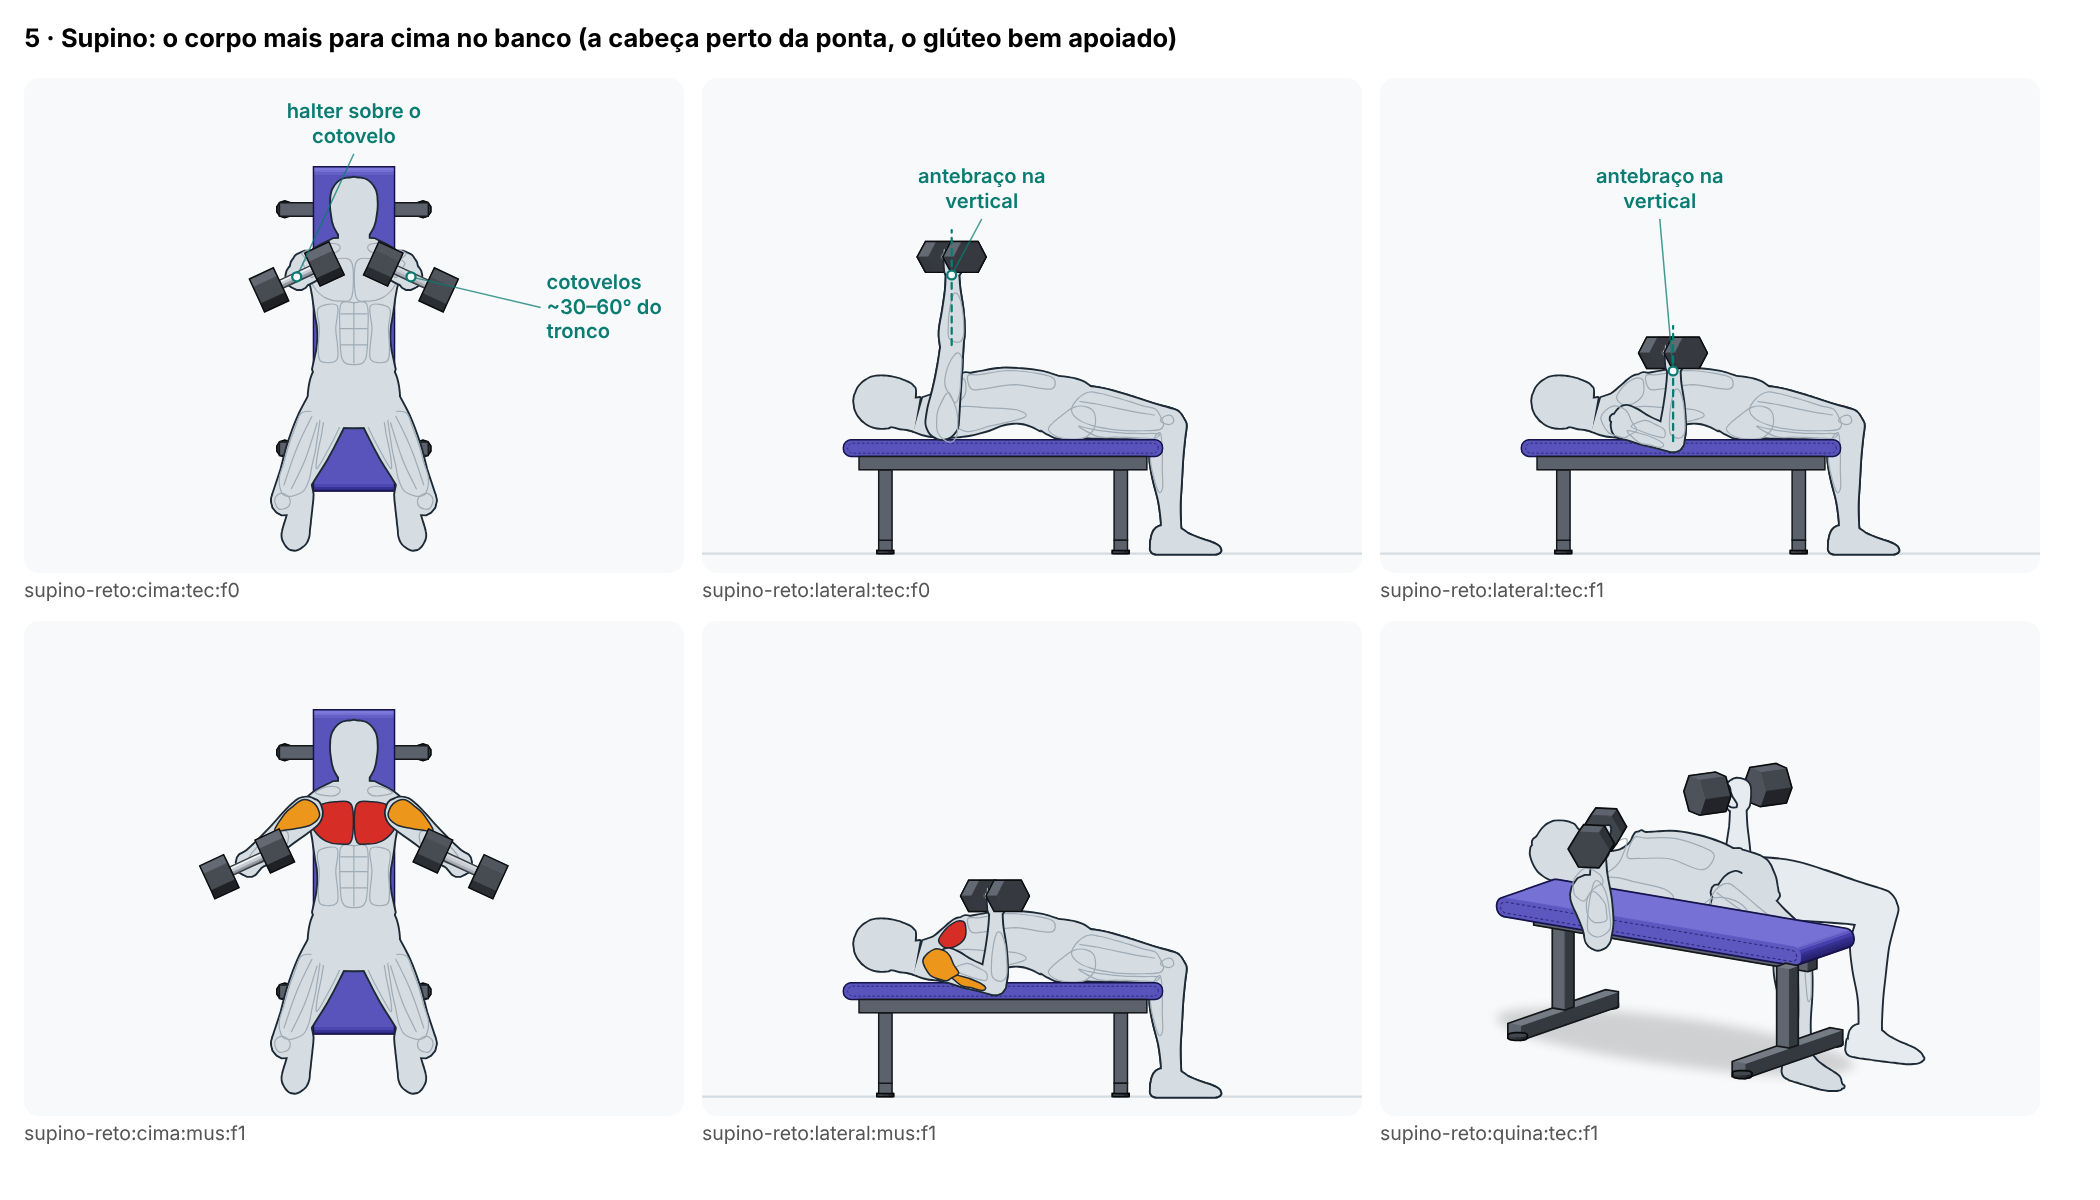 5 · Supino: o corpo mais para cima no banco (a cabeça perto da ponta, o glúteo bem apoiado)
halter sobre o
cotovelo
cotovelos
~30–60° do
tronco
supino-reto:cima:tec:f0
antebraço na
vertical
supino-reto:lateral:tec:f0
antebraço na
vertical
supino-reto:lateral:tec:f1
supino-reto:cima:mus:f1
supino-reto:lateral:mus:f1
supino-reto:quina:tec:f1